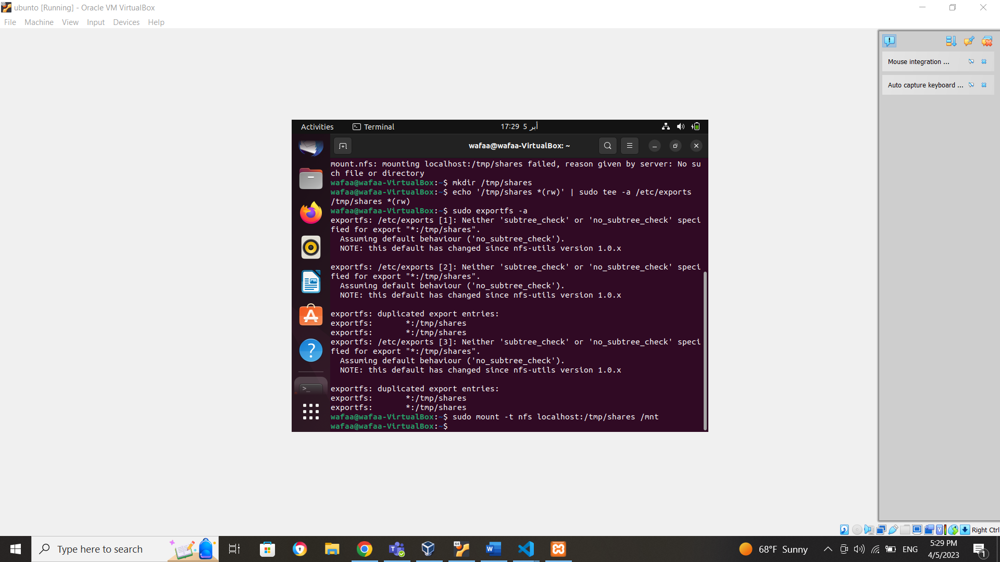 ubunto [Running] - Oracle VM VirtualBox
File Machine View Input Devices Help
Mouse integration ...
Auto capture keyboard ...
Activities Terminal 17:29 5 أبر
wafaa@wafaa-VirtualBox: ~
mount.nfs: mounting localhost:/tmp/shares failed, reason given by server: No su
ch file or directory
wafaa@wafaa-VirtualBox:~$ mkdir /tmp/shares
wafaa@wafaa-VirtualBox:~$ echo '/tmp/shares *(rw)' | sudo tee -a /etc/exports
/tmp/shares *(rw)
wafaa@wafaa-VirtualBox:~$ sudo exportfs -a
exportfs: /etc/exports [1]: Neither 'subtree_check' or 'no_subtree_check' speci
fied for export "*:/tmp/shares".
  Assuming default behaviour ('no_subtree_check').
  NOTE: this default has changed since nfs-utils version 1.0.x
exportfs: /etc/exports [2]: Neither 'subtree_check' or 'no_subtree_check' speci
fied for export "*:/tmp/shares".
  Assuming default behaviour ('no_subtree_check').
  NOTE: this default has changed since nfs-utils version 1.0.x
exportfs: duplicated export entries:
exportfs:       *:/tmp/shares
exportfs:       *:/tmp/shares
exportfs: /etc/exports [3]: Neither 'subtree_check' or 'no_subtree_check' speci
fied for export "*:/tmp/shares".
  Assuming default behaviour ('no_subtree_check').
  NOTE: this default has changed since nfs-utils version 1.0.x
exportfs: duplicated export entries:
exportfs:       *:/tmp/shares
exportfs:       *:/tmp/shares
wafaa@wafaa-VirtualBox:~$ sudo mount -t nfs localhost:/tmp/shares /mnt
wafaa@wafaa-VirtualBox:~$
Right Ctrl
Type here to search
68°F Sunny
ENG
5:29 PM
4/5/2023
1